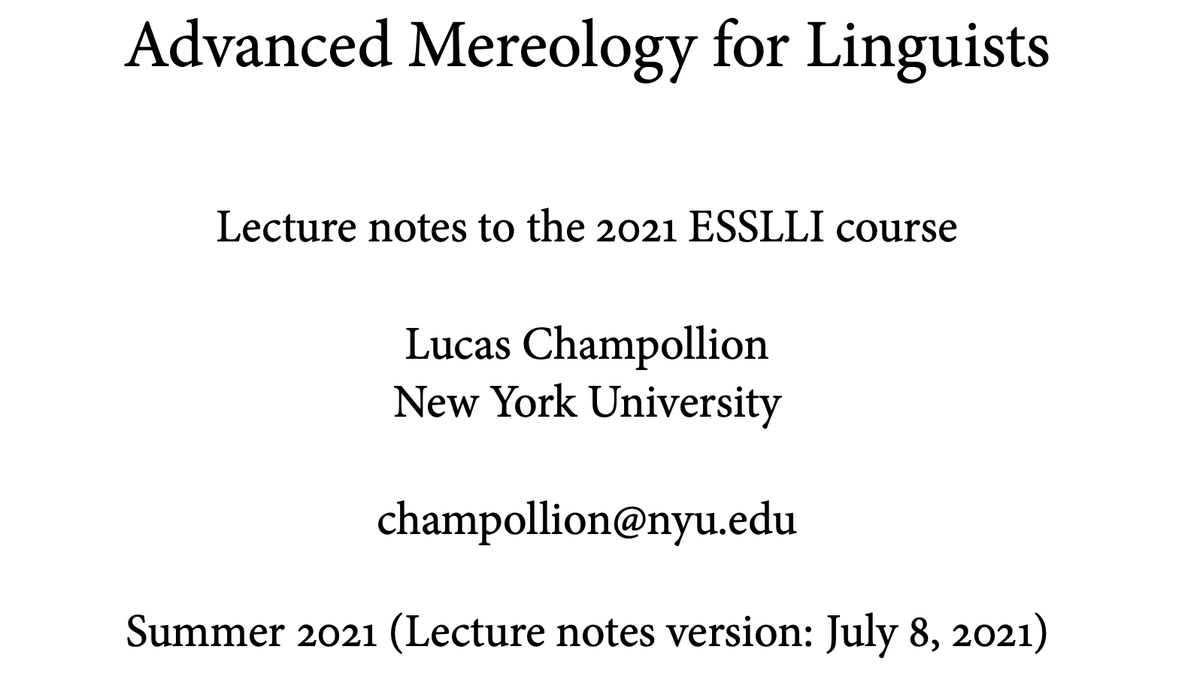 Advanced Mereology for Linguists
Lecture notes to the 2021 ESSLLI course
Lucas Champollion
New York University
champollion@nyu.edu
Summer 2021 (Lecture notes version: July 8, 2021)